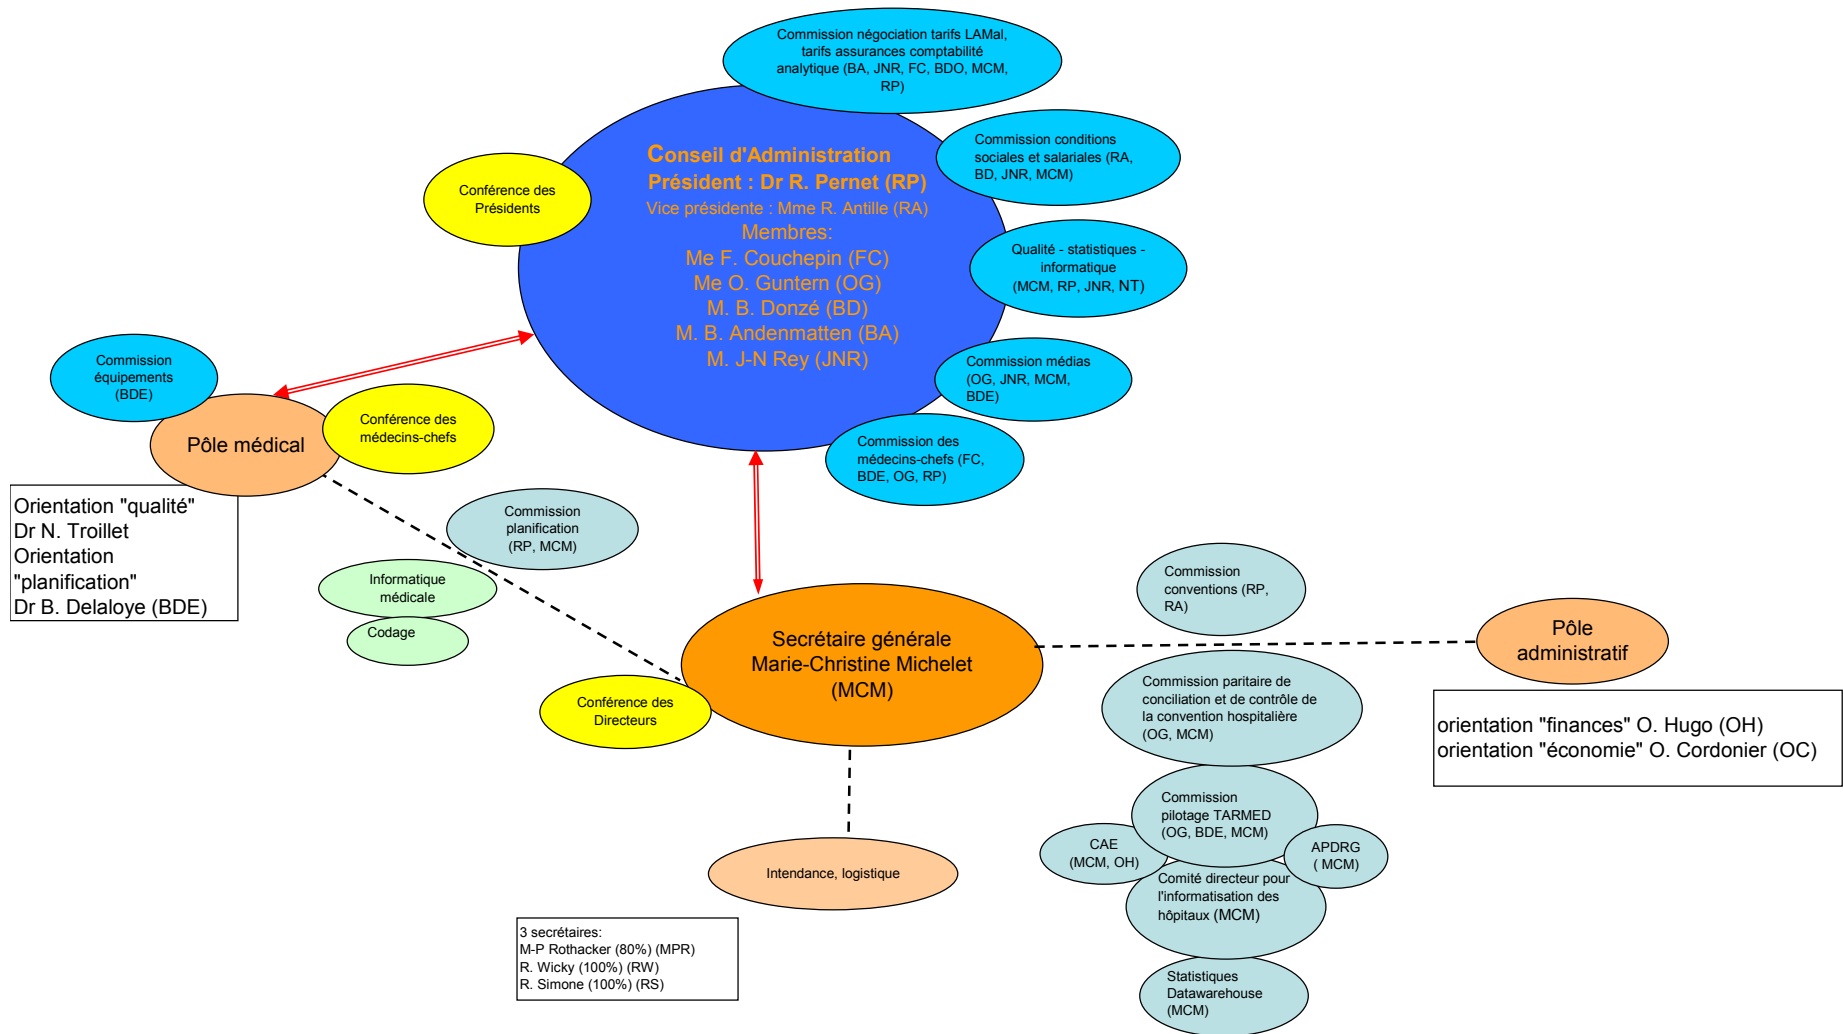 Commission négociation tarifs LAMal,
tarifs assurances comptabilité
analytique (BA, JNR, FC, BDO, MCM,
RP)
Conseil d'Administration
Président : Dr R. Pernet (RP)
Vice présidente : Mme R. Antille (RA)
Membres:
Me F. Couchepin (FC)
Me O. Guntern (OG)
M. B. Donzé (BD)
M. B. Andenmatten (BA)
M. J-N Rey (JNR)
Commission conditions
sociales et salariales (RA,
BD, JNR, MCM)
Conférence des
Présidents
Qualité - statistiques -
informatique
(MCM, RP, JNR, NT)
Commission médias
(OG, JNR, MCM,
BDE)
Commission des
médecins-chefs (FC,
BDE, OG, RP)
Commission
équipements
(BDE)
Pôle médical
Conférence des
médecins-chefs
Orientation "qualité"
Dr N. Troillet
Orientation
"planification"
Dr B. Delaloye (BDE)
Commission
planification
(RP, MCM)
Informatique
médicale
Codage
Secrétaire générale
Marie-Christine Michelet
(MCM)
Conférence des
Directeurs
Commission
conventions (RP,
RA)
Pôle
administratif
orientation "finances" O. Hugo (OH)
orientation "économie" O. Cordonier (OC)
Commission paritaire de
conciliation et de contrôle de
la convention hospitalière
(OG, MCM)
Commission
pilotage TARMED
(OG, BDE, MCM)
CAE
(MCM, OH)
APDRG
( MCM)
Comité directeur pour
l'informatisation des
hôpitaux (MCM)
Statistiques
Datawarehouse
(MCM)
Intendance, logistique
3 secrétaires:
M-P Rothacker (80%) (MPR)
R. Wicky (100%) (RW)
R. Simone (100%) (RS)